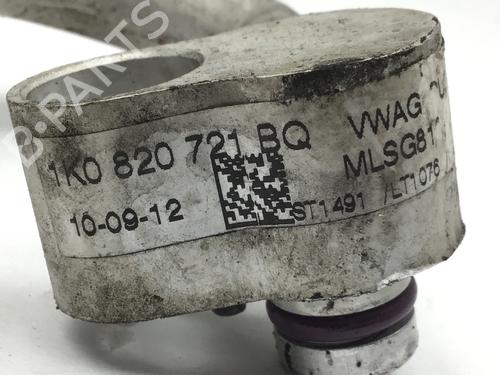 1K0 820 721 BQ VWAG
10-09-12 MLSG81
ST1491 /LT1076
B-PARTS